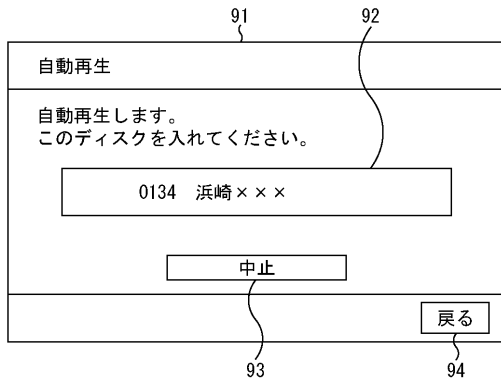 91
92
自動再生
自動再生します。
このディスクを入れてください。
0134 浜崎×××
中止
戻る
93
94